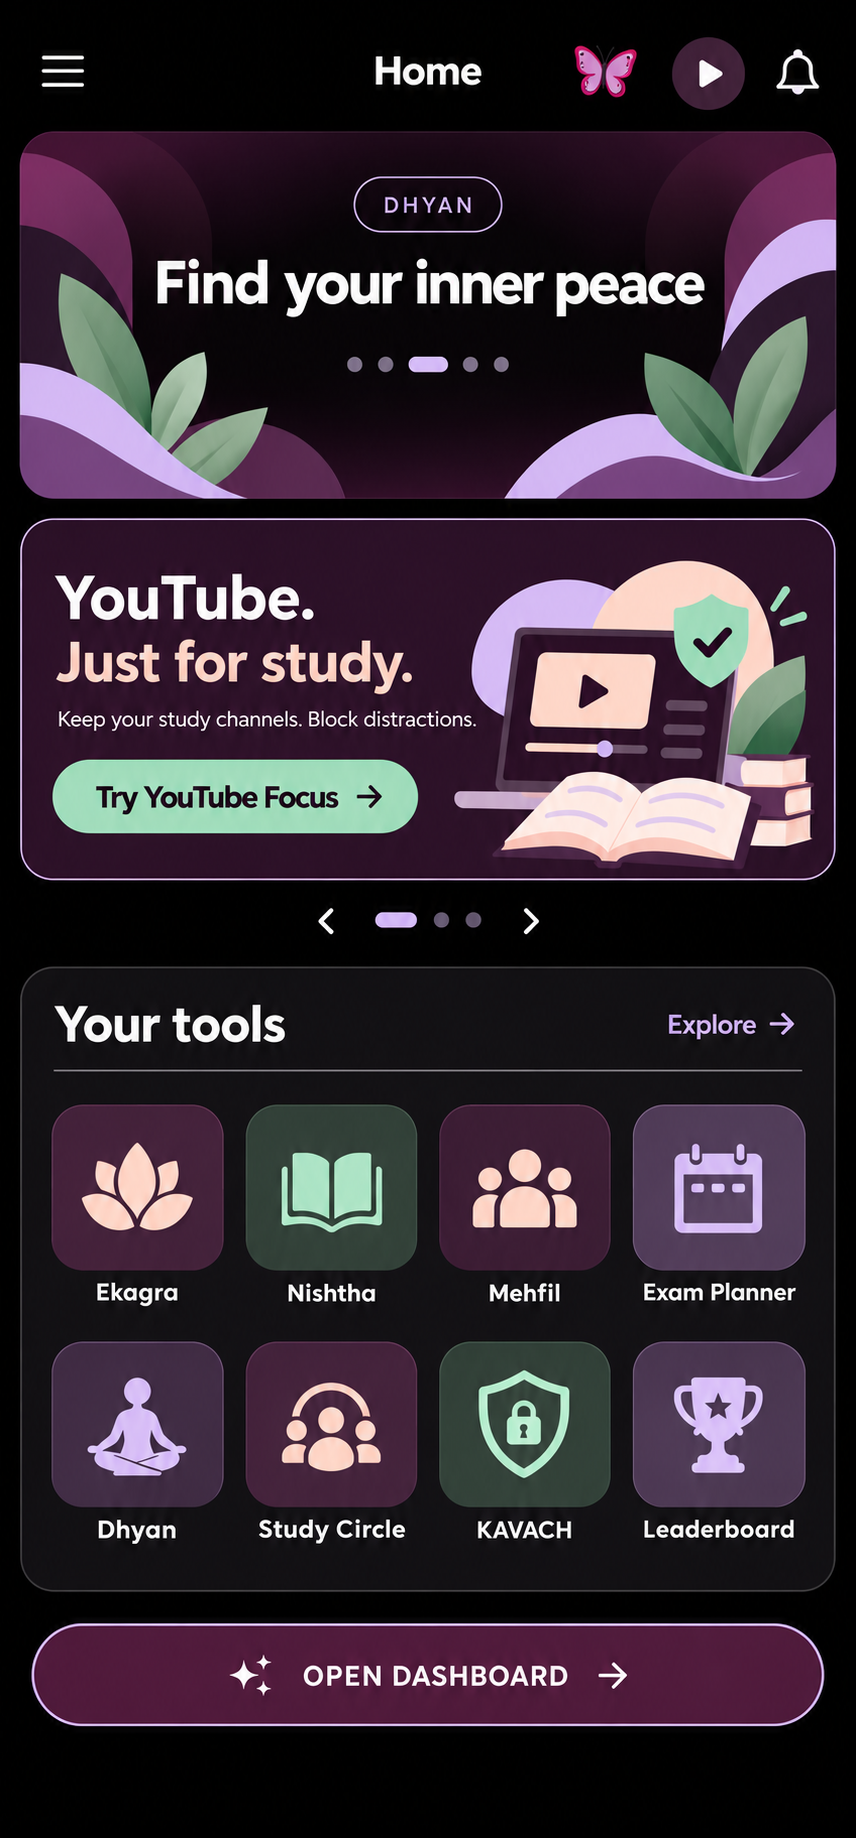 Home
DHYAN
Find your inner peace
YouTube.
Just for study.
Keep your study channels. Block distractions.
Try YouTube Focus →
Your tools
Explore →
Ekagra
Nishtha
Mehfil
Exam Planner
Dhyan
Study Circle
KAVACH
Leaderboard
OPEN DASHBOARD →